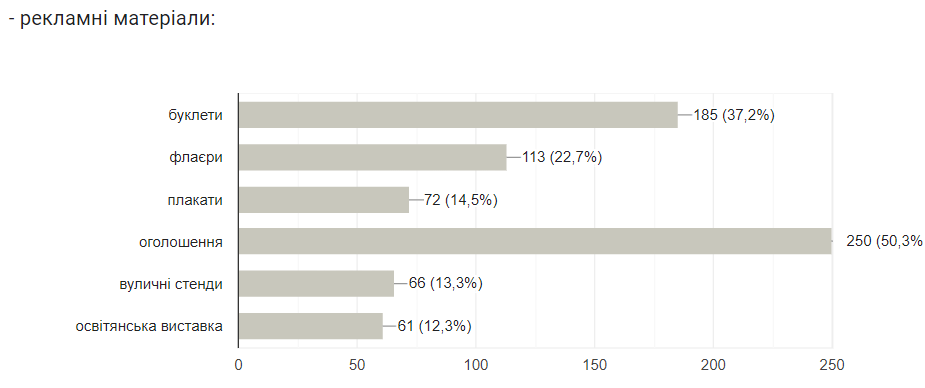 - рекламні матеріали:
буклети 185 (37,2%)
флаєри 113 (22,7%)
плакати 72 (14,5%)
оголошення 250 (50,3%
вуличні стенди 66 (13,3%)
освітянська виставка 61 (12,3%)
0 50 100 150 200 250